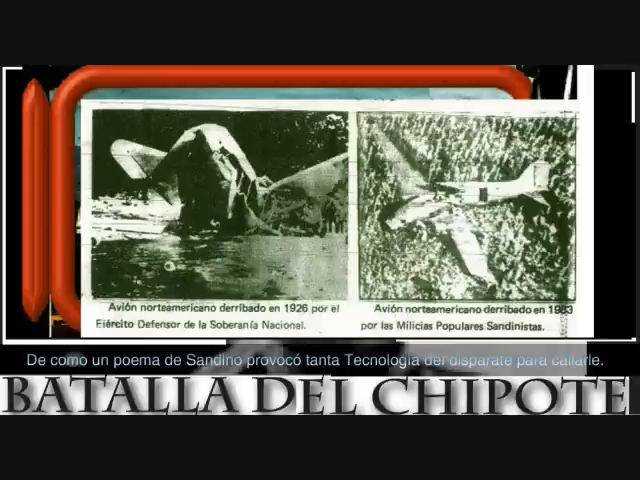 Avión norteamericano derribado en 1926 por el
Ejército Defensor de la Soberanía Nacional.
Avión norteamericano derribado en 1983
por las Milicias Populares Sandinistas.
De como un poema de Sandino provocó tanta Tecnología del disparate para callarle.
BATALLA DEL CHIPOTE